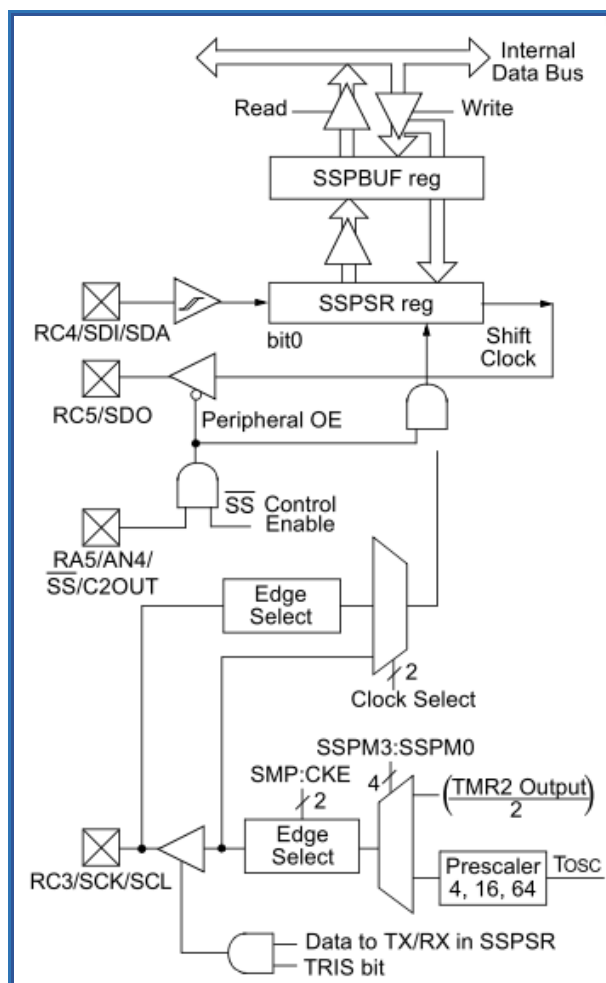 Internal
Data Bus
Read
Write
SSPBUF reg
SSPSR reg
RC4/SDI/SDA
bit0
Shift
Clock
RC5/SDO
Peripheral OE
SS Control
Enable
RA5/AN4/
SS/C2OUT
Edge
Select
2
Clock Select
SSPM3:SSPM0
SMP:CKE
4
2
(TMR2 Output)
2
Edge
Select
RC3/SCK/SCL
Prescaler
4, 16, 64
TOSC
Data to TX/RX in SSPSR
TRIS bit